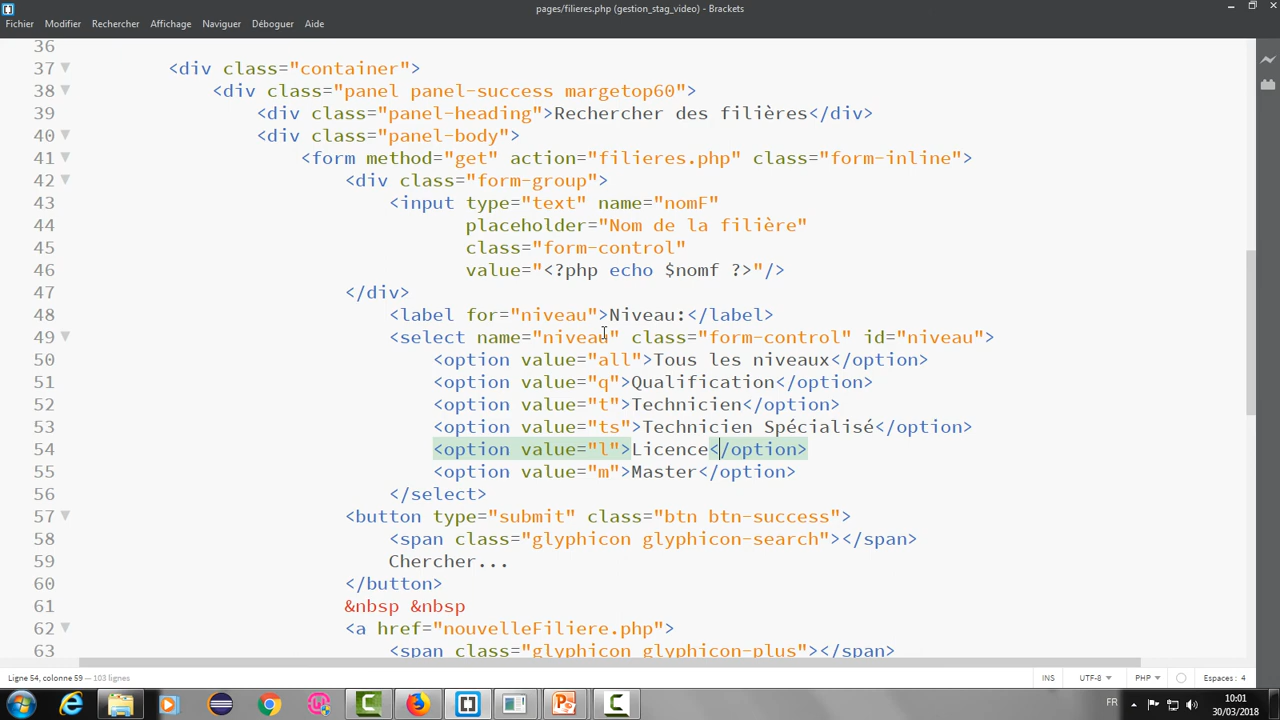 pages/filieres.php (gestion_stag_video) - Brackets
Fichier Modifier Rechercher Affichage Naviguer Déboguer Aide
36
37 <div class="container">
38 <div class="panel panel-success margetop60">
39 <div class="panel-heading">Rechercher des filières</div>
40 <div class="panel-body">
41 <form method="get" action="filieres.php" class="form-inline">
42 <div class="form-group">
43 <input type="text" name="nomF"
44 placeholder="Nom de la filière"
45 class="form-control"
46 value="<?php echo $nomf ?>"/>
47 </div>
48 <label for="niveau">Niveau:</label>
49 <select name="niveau" class="form-control" id="niveau">
50 <option value="all">Tous les niveaux</option>
51 <option value="q">Qualification</option>
52 <option value="t">Technicien</option>
53 <option value="ts">Technicien Spécialisé</option>
54 <option value="l">Licence</option>
55 <option value="m">Master</option>
56 </select>
57 <button type="submit" class="btn btn-success">
58 <span class="glyphicon glyphicon-search"></span>
59 Chercher...
60 </button>
61 &nbsp &nbsp
62 <a href="nouvelleFiliere.php">
63 <span class="glyphicon glyphicon-plus"></span>
Ligne 54, colonne 59 — 103 lignes INS UTF-8 PHP Espaces : 4
FR 10:01
30/03/2018